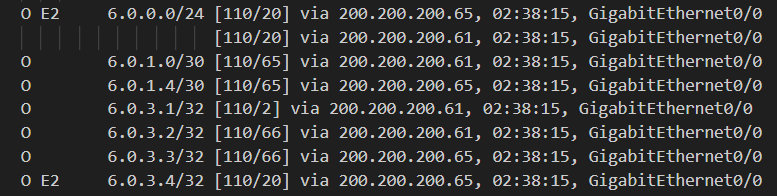 O E2     6.0.0.0/24 [110/20] via 200.200.200.65, 02:38:15, GigabitEthernet0/0
                    [110/20] via 200.200.200.61, 02:38:15, GigabitEthernet0/0
O        6.0.1.0/30 [110/65] via 200.200.200.61, 02:38:15, GigabitEthernet0/0
O        6.0.1.4/30 [110/65] via 200.200.200.65, 02:38:15, GigabitEthernet0/0
O        6.0.3.1/32 [110/2] via 200.200.200.61, 02:38:15, GigabitEthernet0/0
O        6.0.3.2/32 [110/66] via 200.200.200.61, 02:38:15, GigabitEthernet0/0
O        6.0.3.3/32 [110/66] via 200.200.200.65, 02:38:15, GigabitEthernet0/0
O E2     6.0.3.4/32 [110/20] via 200.200.200.65, 02:38:15, GigabitEthernet0/0